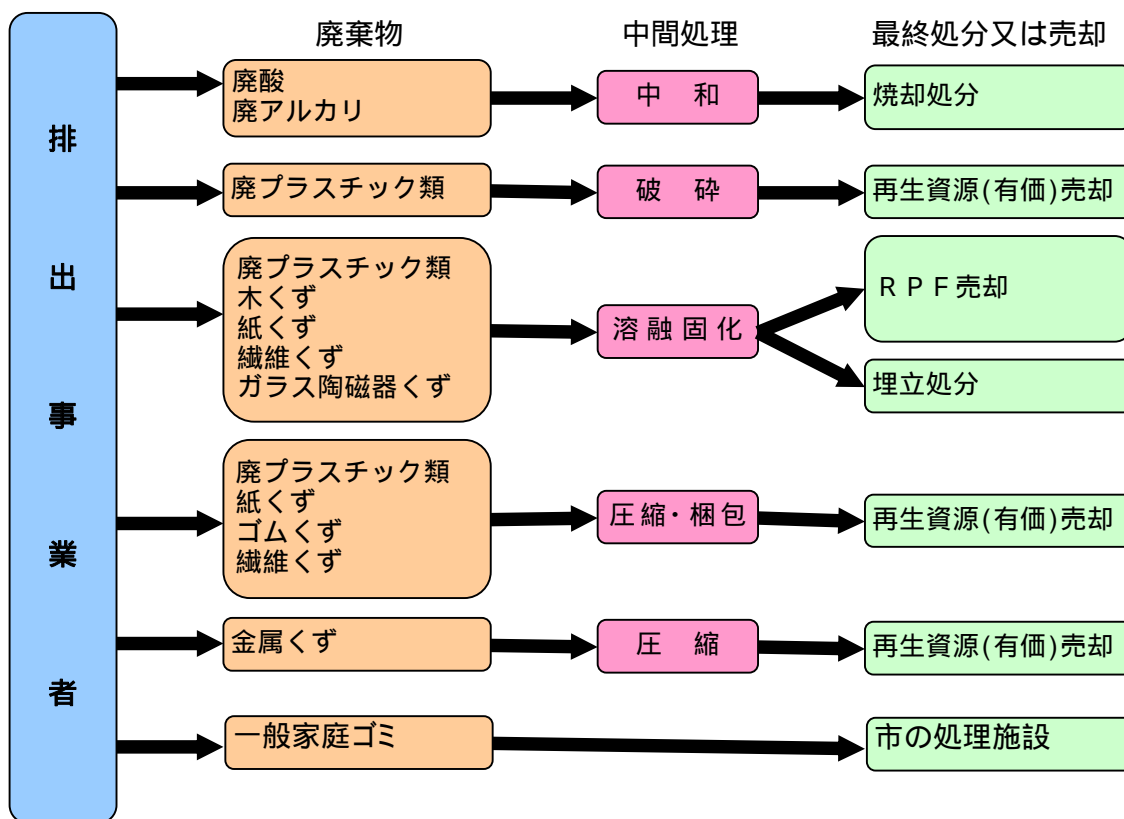 排出事業者
廃棄物
中間処理
最終処分又は売却
廃酸
廃アルカリ
中 和
焼却処分
廃プラスチック類
破 砕
再生資源(有価)売却
廃プラスチック類
木くず
紙くず
繊維くず
ガラス陶磁器くず
溶融固化
ＲＰＦ売却
埋立処分
廃プラスチック類
紙くず
ゴムくず
繊維くず
圧縮・梱包
再生資源(有価)売却
金属くず
圧 縮
再生資源(有価)売却
一般家庭ゴミ
市の処理施設